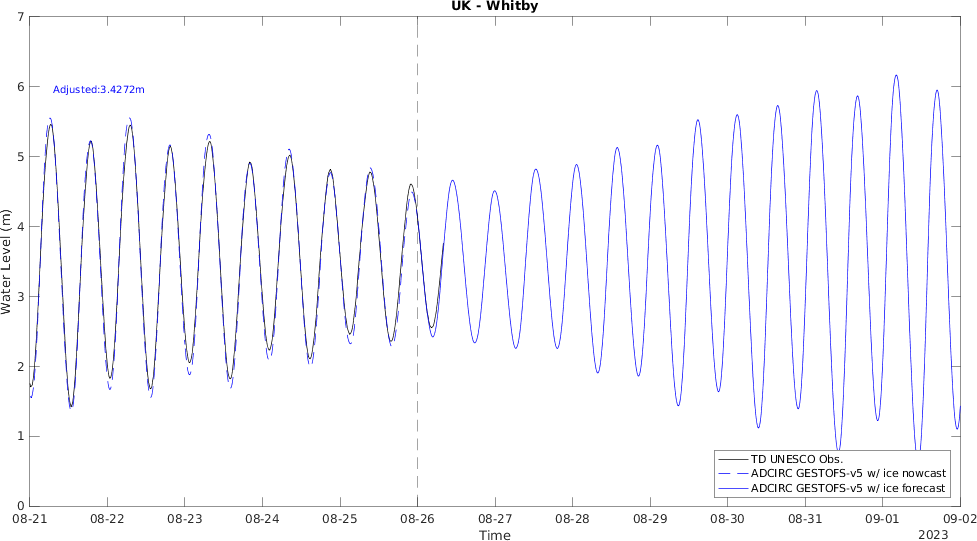 UK - Whitby
7
6
5
4
3
2
1
0
Water Level (m)
Adjusted:3.4272m
TD UNESCO Obs.
ADCIRC GESTOFS-v5 w/ ice nowcast
ADCIRC GESTOFS-v5 w/ ice forecast
08-21 08-22 08-23 08-24 08-25 08-26 08-27 08-28 08-29 08-30 08-31 09-01 09-02
Time
2023